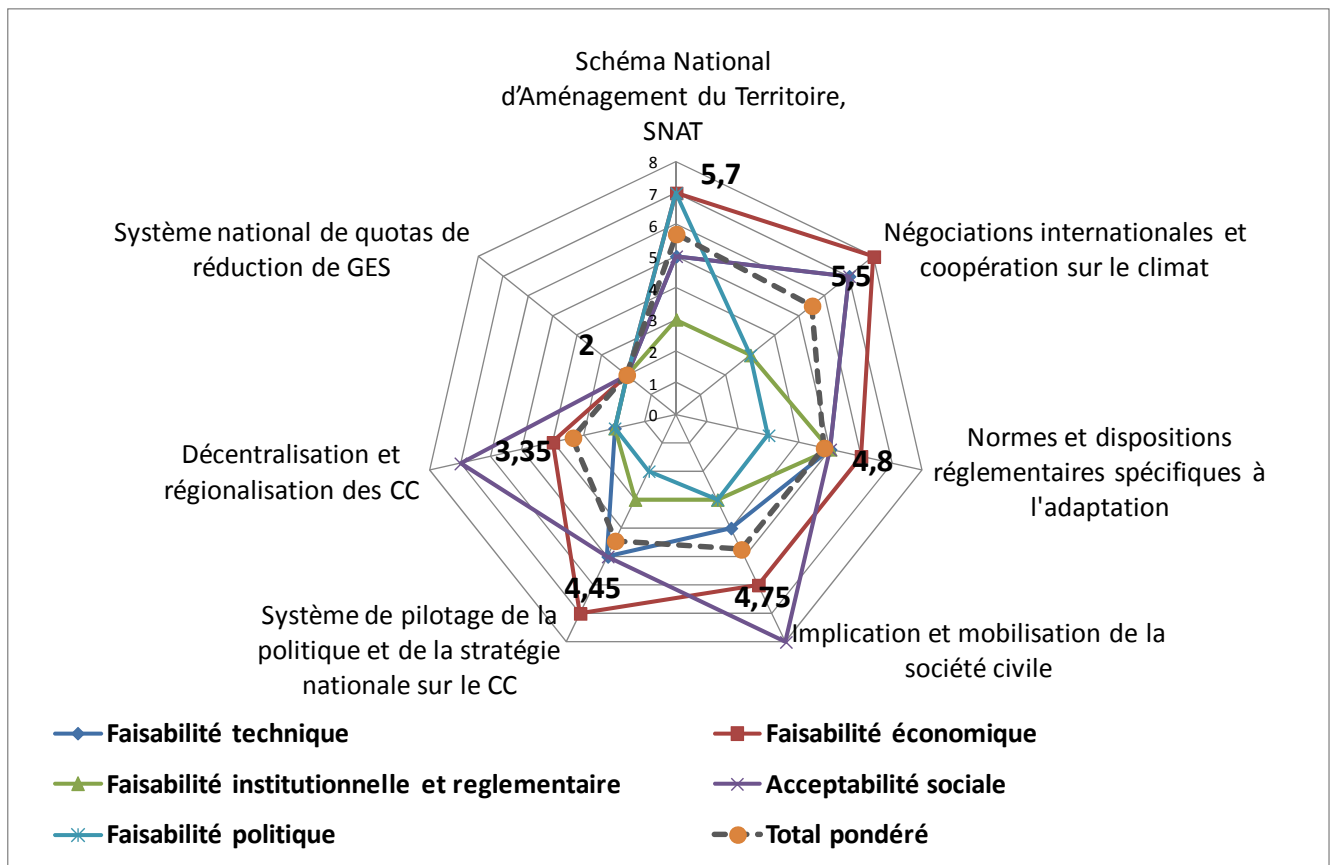 Schéma National
d'Aménagement du Territoire,
SNAT
8
7
6
5
4
3
2
1
0
5,7
Négociations internationales et
coopération sur le climat
5,5
Normes et dispositions
réglementaires spécifiques à
l'adaptation
4,8
Implication et mobilisation de la
société civile
4,75
Système de pilotage de la
politique et de la stratégie
nationale sur le CC
4,45
Décentralisation et
régionalisation des CC
3,35
Système national de quotas de
réduction de GES
2
Faisabilité technique
Faisabilité économique
Faisabilité institutionnelle et reglementaire
Acceptabilité sociale
Faisabilité politique
Total pondéré